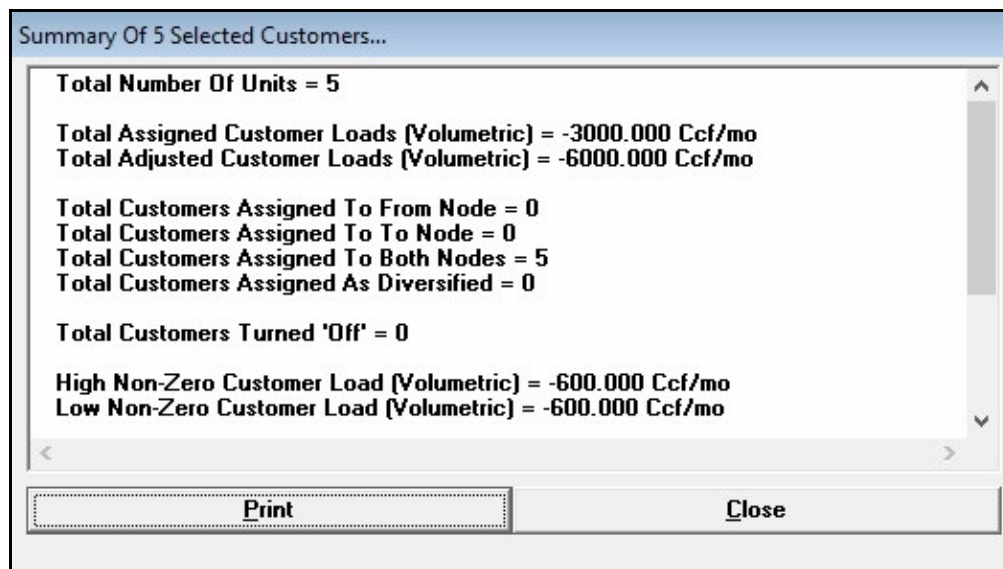 Summary Of 5 Selected Customers...
Total Number Of Units = 5
Total Assigned Customer Loads (Volumetric) = -3000.000 Ccf/mo
Total Adjusted Customer Loads (Volumetric) = -6000.000 Ccf/mo
Total Customers Assigned To From Node = 0
Total Customers Assigned To To Node = 0
Total Customers Assigned To Both Nodes = 5
Total Customers Assigned As Diversified = 0
Total Customers Turned 'Off' = 0
High Non-Zero Customer Load (Volumetric) = -600.000 Ccf/mo
Low Non-Zero Customer Load (Volumetric) = -600.000 Ccf/mo
Print
Close